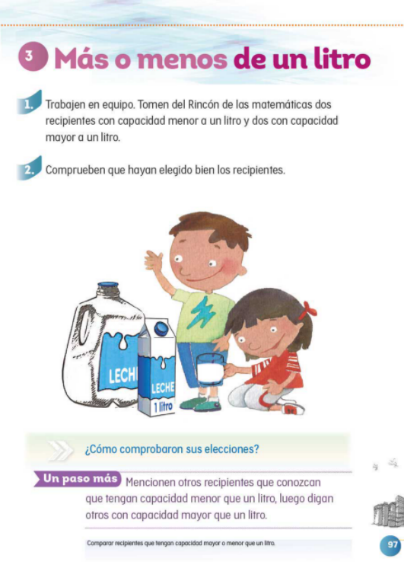 3 Más o menos de un litro
1. Trabajen en equipo. Tomen del Rincón de las matemáticas dos
recipientes con capacidad menor a un litro y dos con capacidad
mayor a un litro.
2. Comprueben que hayan elegido bien los recipientes.
LECHE
LECHE
1 litro
¿Cómo comprobaron sus elecciones?
Un paso más Mencionen otros recipientes que conozcan
que tengan capacidad menor que un litro, luego digan
otros con capacidad mayor que un litro.
Comparar recipientes que tengan capacidad mayor o menor que un litro.
97